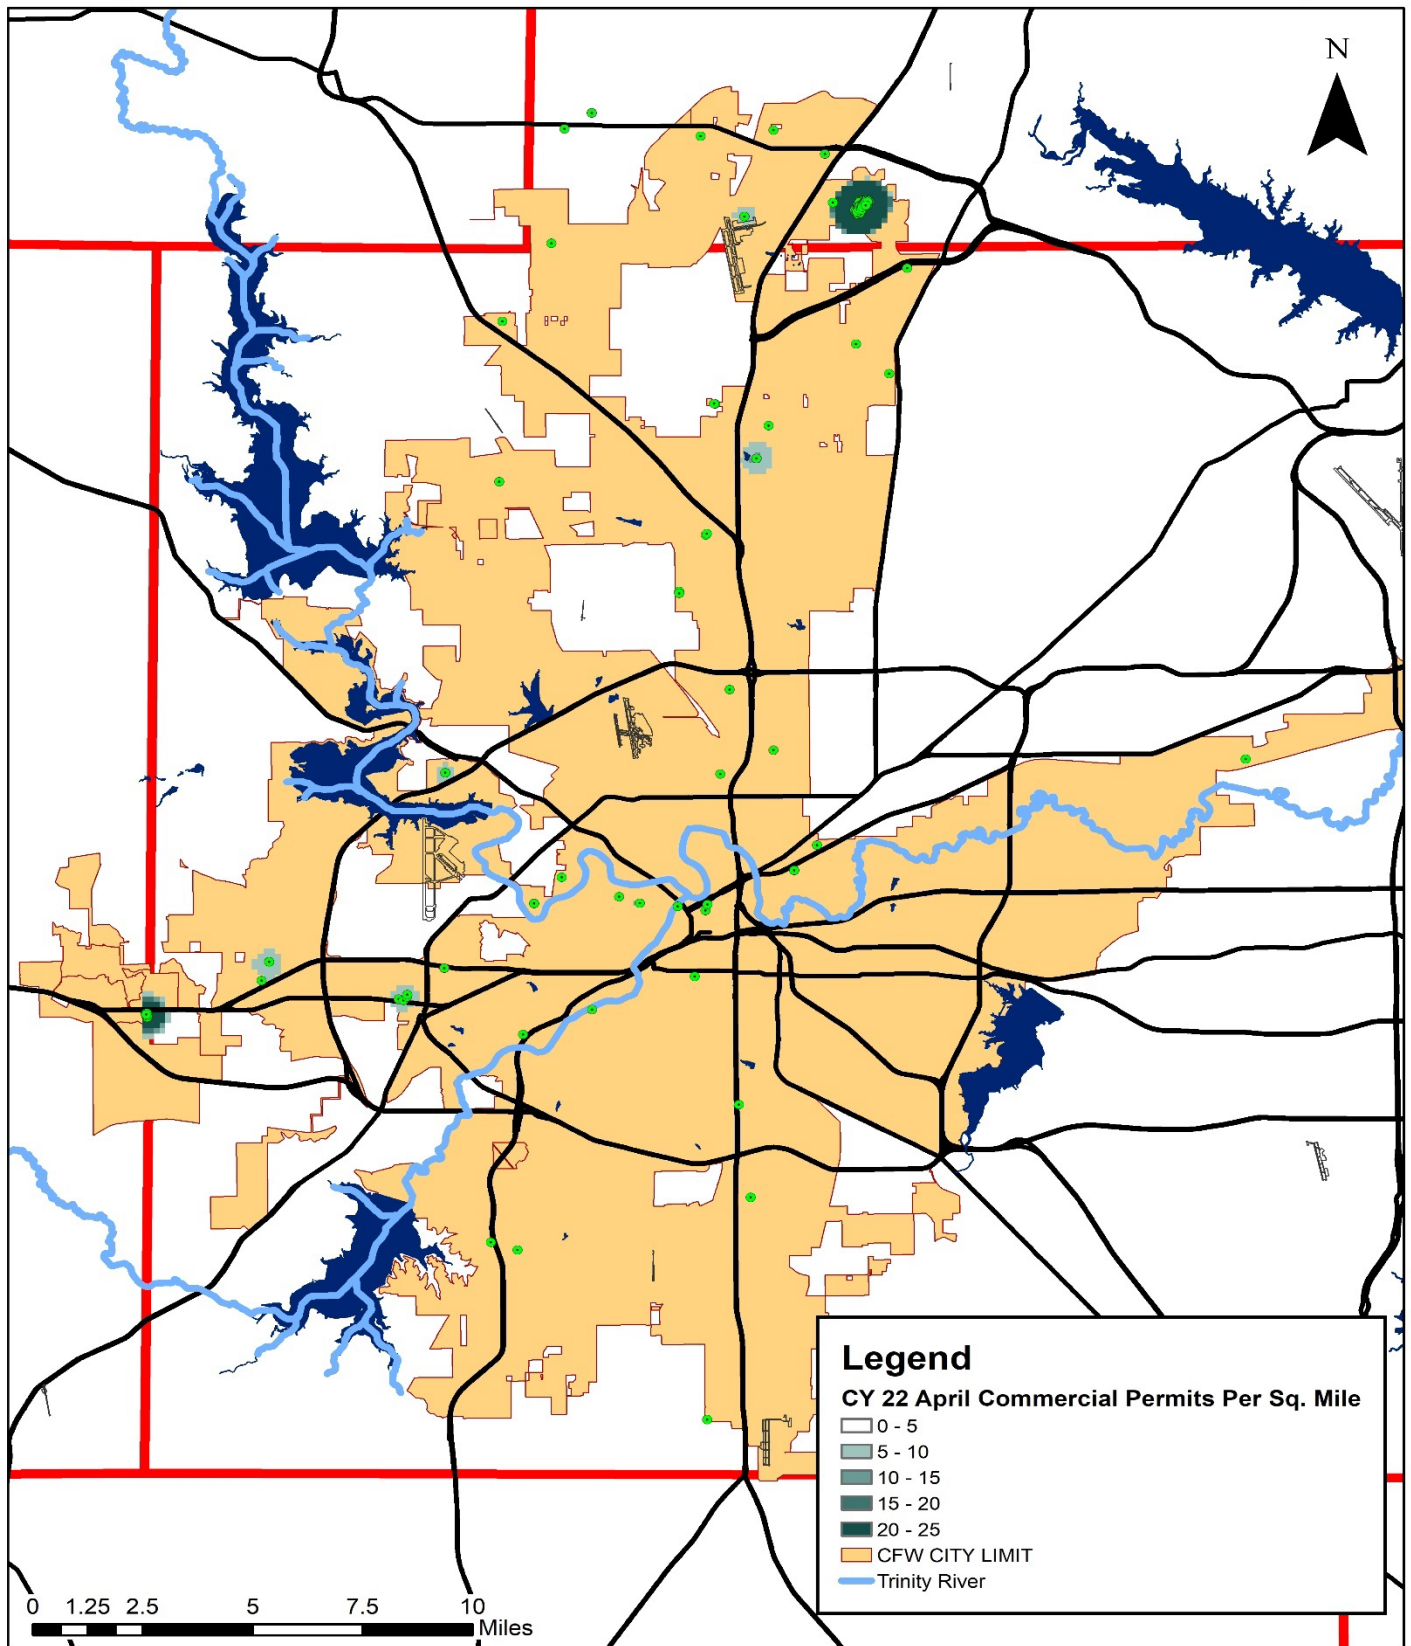 N
Legend
CY 22 April Commercial Permits Per Sq. Mile
0 - 5
5 - 10
10 - 15
15 - 20
20 - 25
CFW CITY LIMIT
Trinity River
0 1.25 2.5 5 7.5 10
Miles